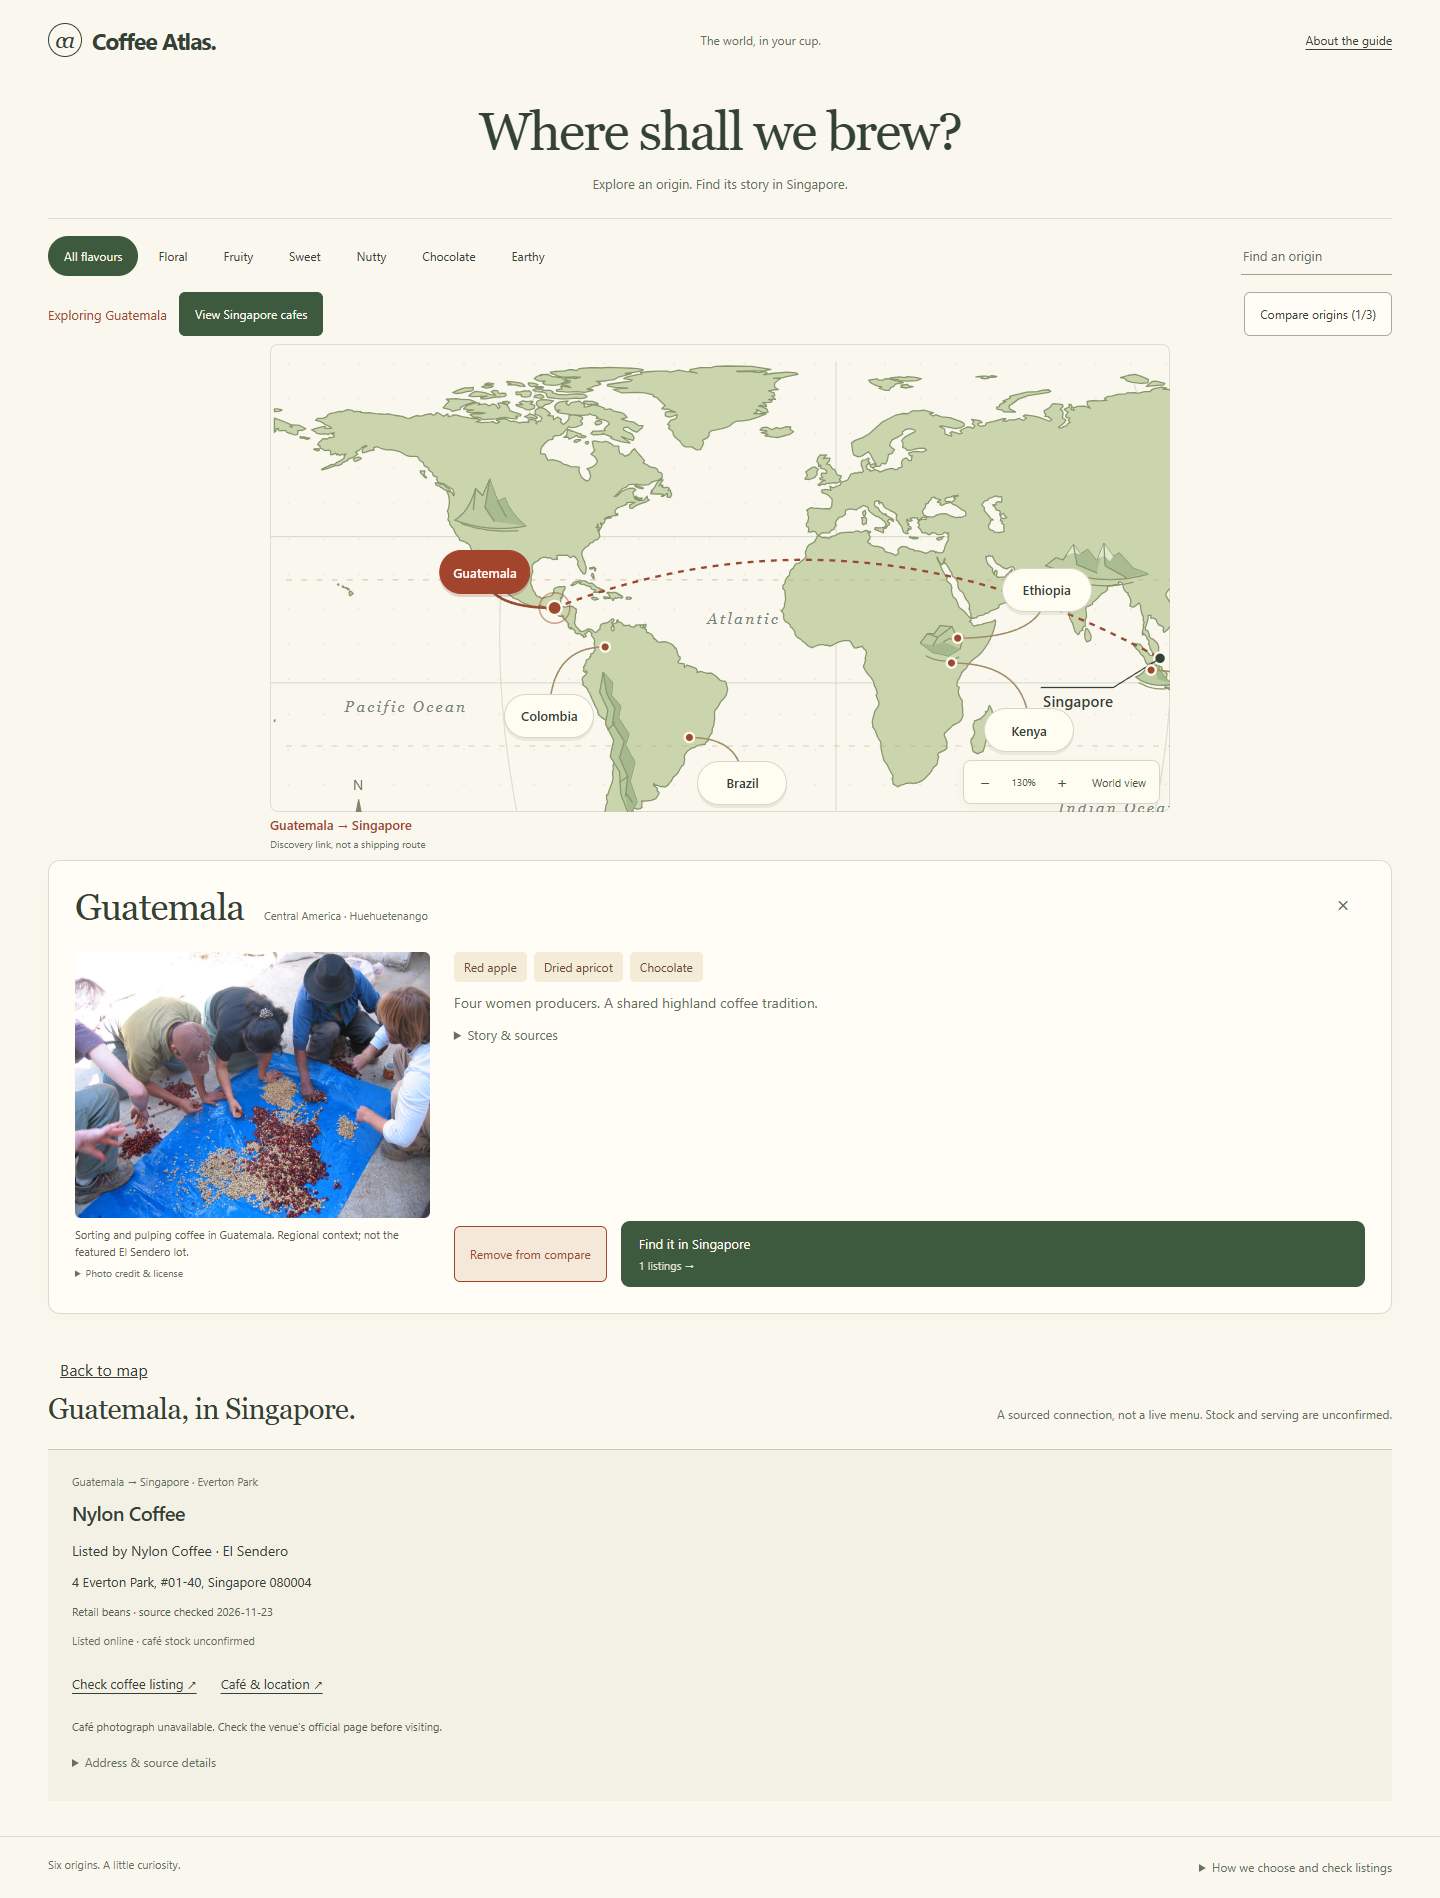 ca Coffee Atlas.
The world, in your cup.
About the guide
Where shall we brew?
Explore an origin. Find its story in Singapore.
All flavours Floral Fruity Sweet Nutty Chocolate Earthy
Find an origin
Exploring Guatemala View Singapore cafes
Compare origins (1/3)
Guatemala
Ethiopia
Atlantic
Singapore
Pacific Ocean
Colombia
Kenya
Brazil
N
− 130% + World view
Indian Ocea
Guatemala → Singapore
Discovery link, not a shipping route
Guatemala Central America · Huehuetenango
×
Red apple Dried apricot Chocolate
Four women producers. A shared highland coffee tradition.
▶ Story & sources
Sorting and pulping coffee in Guatemala. Regional context; not the
featured El Sendero lot.
▶ Photo credit & license
Remove from compare
Find it in Singapore
1 listings →
Back to map
Guatemala, in Singapore.
A sourced connection, not a live menu. Stock and serving are unconfirmed.
Guatemala → Singapore · Everton Park
Nylon Coffee
Listed by Nylon Coffee · El Sendero
4 Everton Park, #01-40, Singapore 080004
Retail beans · source checked 2026-11-23
Listed online · café stock unconfirmed
Check coffee listing ↗ Café & location ↗
Café photograph unavailable. Check the venue's official page before visiting.
▶ Address & source details
Six origins. A little curiosity.
▶ How we choose and check listings